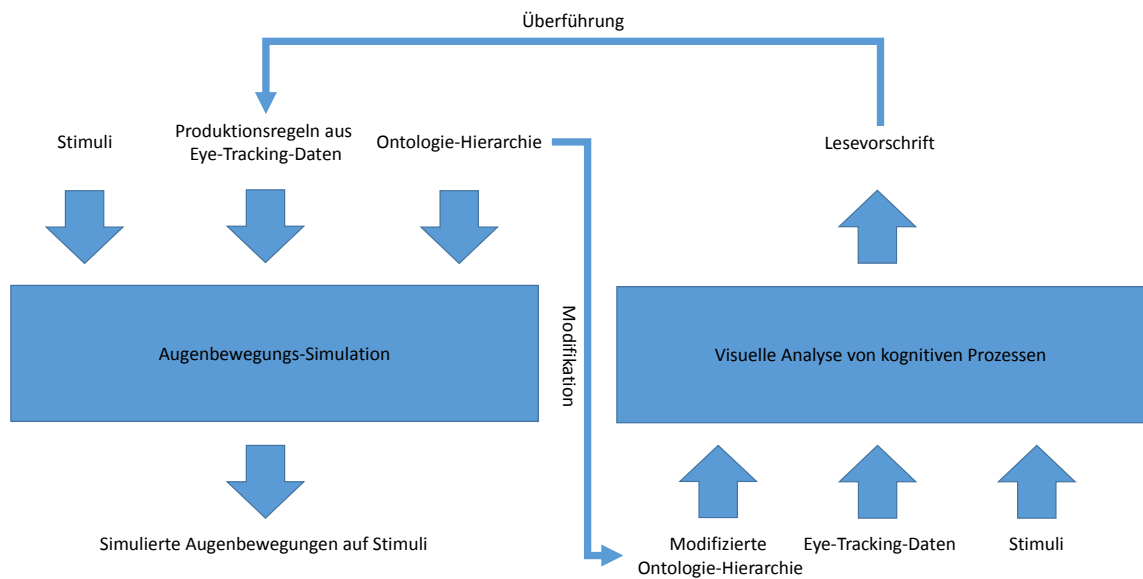 Überführung
Stimuli
Produktionsregeln aus
Eye-Tracking-Daten
Ontologie-Hierarchie
Lesevorschrift
Augenbewegungs-Simulation
Modifikation
Visuelle Analyse von kognitiven Prozessen
Simulierte Augenbewegungen auf Stimuli
Modifizierte
Ontologie-Hierarchie
Eye-Tracking-Daten
Stimuli